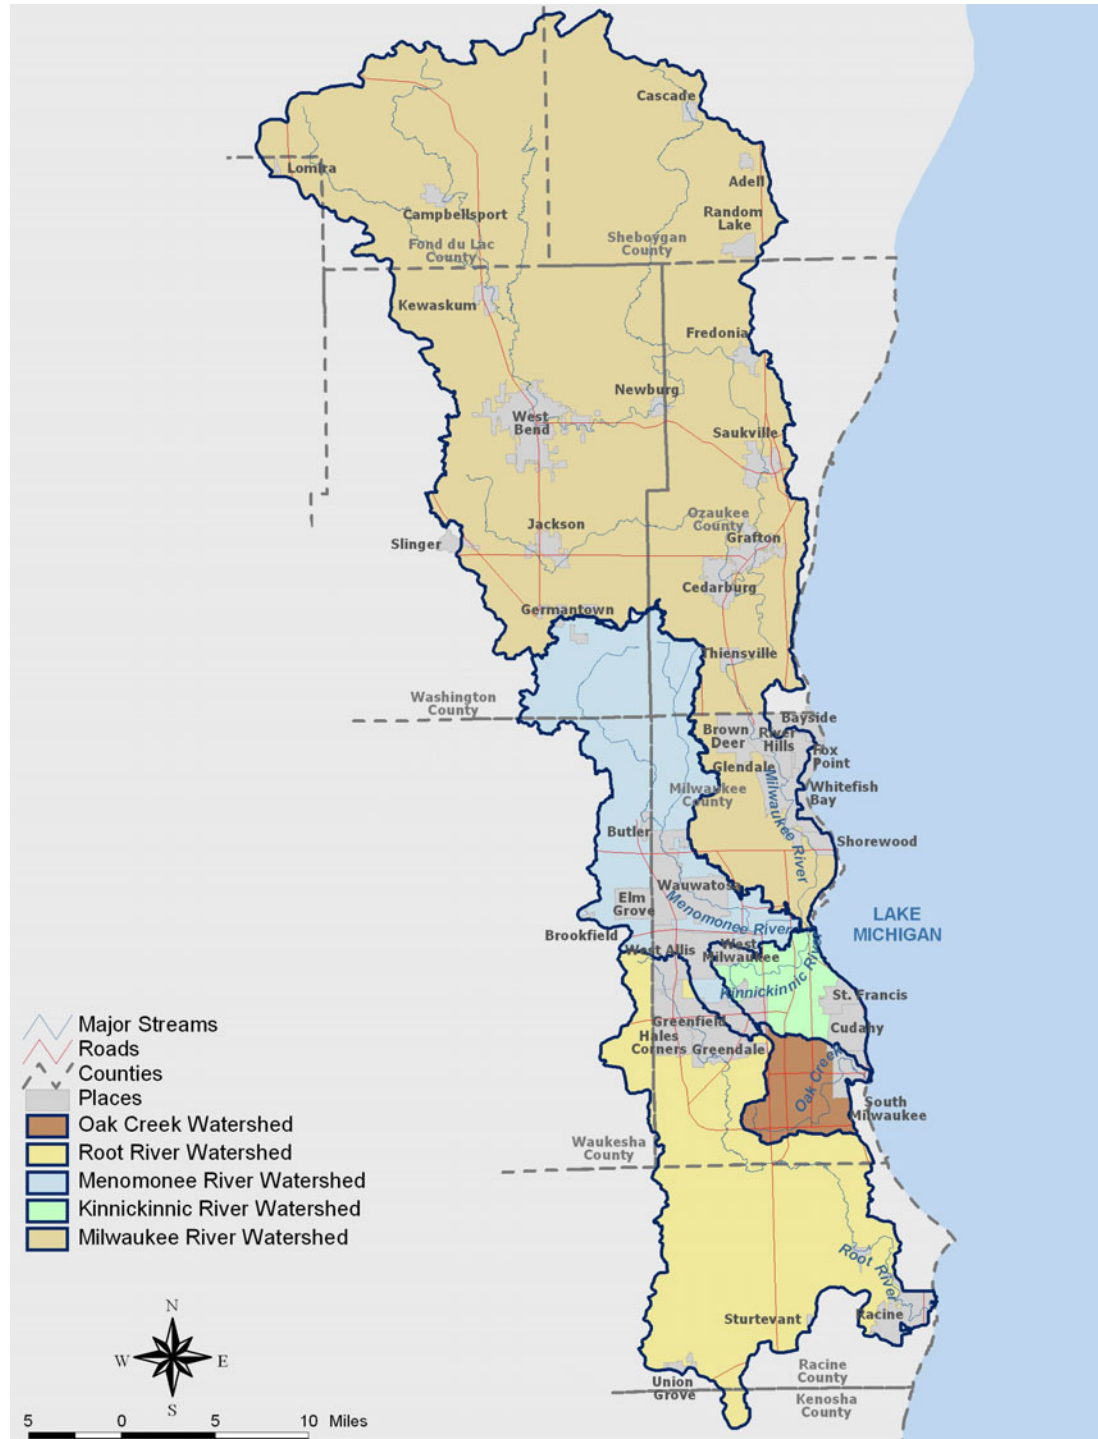 Cascade
Lomira
Adell
Campbellsport
Random
Lake
Fond du Lac
County
Sheboygan
County
Kewaskum
Fredonia
Newburg
West
Bend
Saukville
Ozaukee
County
Jackson
Grafton
Slinger
Cedarburg
Germantown
Thiensville
Washington
County
Bayside
Brown
Deer
River
Hills
Fox
Point
Glendale
Milwaukee
County
Whitefish
Bay
Milwaukee River
Butler
Shorewood
Wauwatosa
Elm
Grove
Menomonee River
LAKE
MICHIGAN
Brookfield
West Allis
West
Milwaukee
Kinnickinnic River
St. Francis
Greenfield
Cudahy
Hales
Corners
Greendale
Oak Creek
South
Milwaukee
Waukesha
County
Root River
Sturtevant
Racine
Union
Grove
Racine
County
Kenosha
County
Major Streams
Roads
Counties
Places
Oak Creek Watershed
Root River Watershed
Menomonee River Watershed
Kinnickinnic River Watershed
Milwaukee River Watershed
N
W E
S
5 0 5 10 Miles